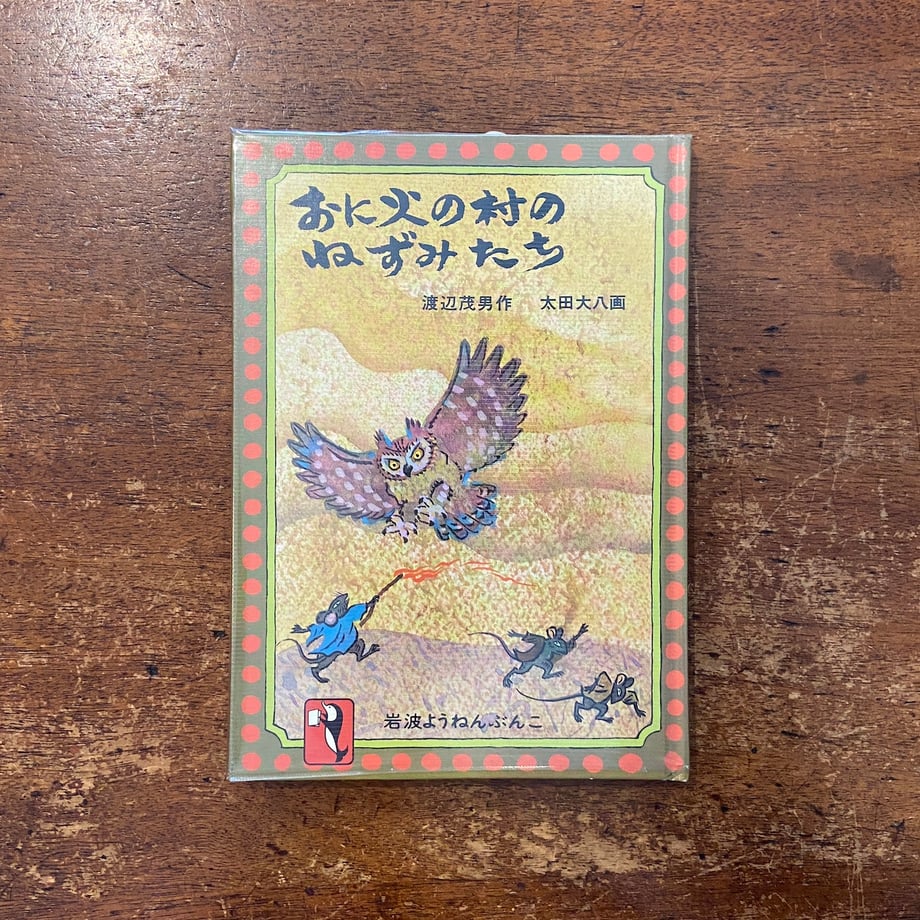 おに火の村の
ねずみたち
渡辺茂男作　太田大八画
岩波ようねんぶんこ